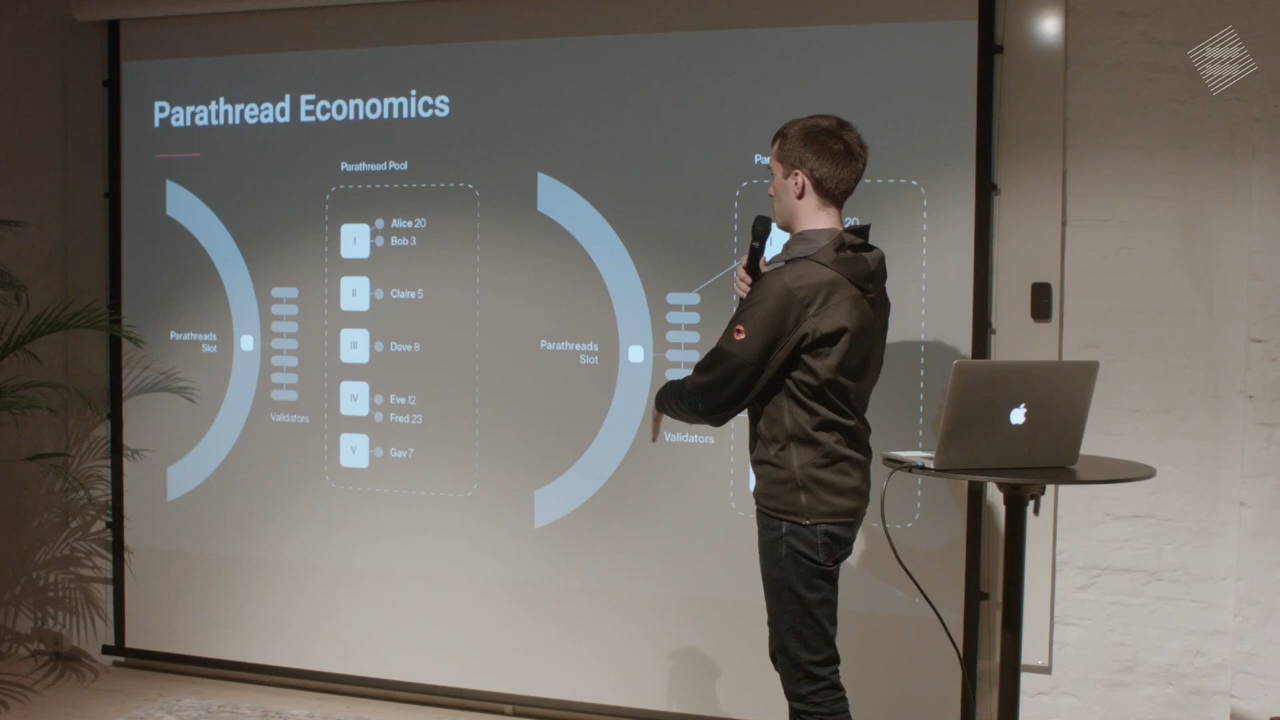 Parathread Economics
Parathread Pool
I
Alice 20
Bob 3
II
Claire 5
III
Dave 8
IV
Eve 12
Fred 23
V
Gav 7
Parathreads
Slot
Validators
Parathreads
Slot
Validators
I
20